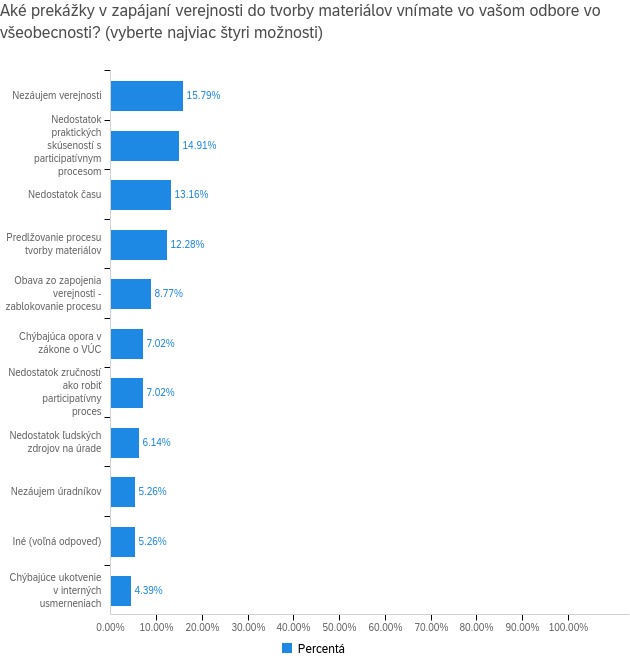 Aké prekážky v zapájaní verejnosti do tvorby materiálov vnímate vo vašom odbore vo
všeobecnosti? (vyberte najviac štyri možnosti)
Nezáujem verejnosti
15.79%
Nedostatok
praktických
skúseností s
participatívnym
procesom
14.91%
Nedostatok času
13.16%
Predlžovanie procesu
tvorby materiálov
12.28%
Obava zo zapojenia
verejnosti -
zablokovanie procesu
8.77%
Chýbajúca opora v
zákone o VÚC
7.02%
Nedostatok zručností
ako robiť
participatívny
proces
7.02%
Nedostatok ľudských
zdrojov na úrade
6.14%
Nezáujem úradníkov
5.26%
Iné (voľná odpoveď)
5.26%
Chýbajúce ukotvenie
v interných
usmerneniach
4.39%
0.00% 10.00% 20.00% 30.00% 40.00% 50.00% 60.00% 70.00% 80.00% 90.00% 100.00%
Percentá